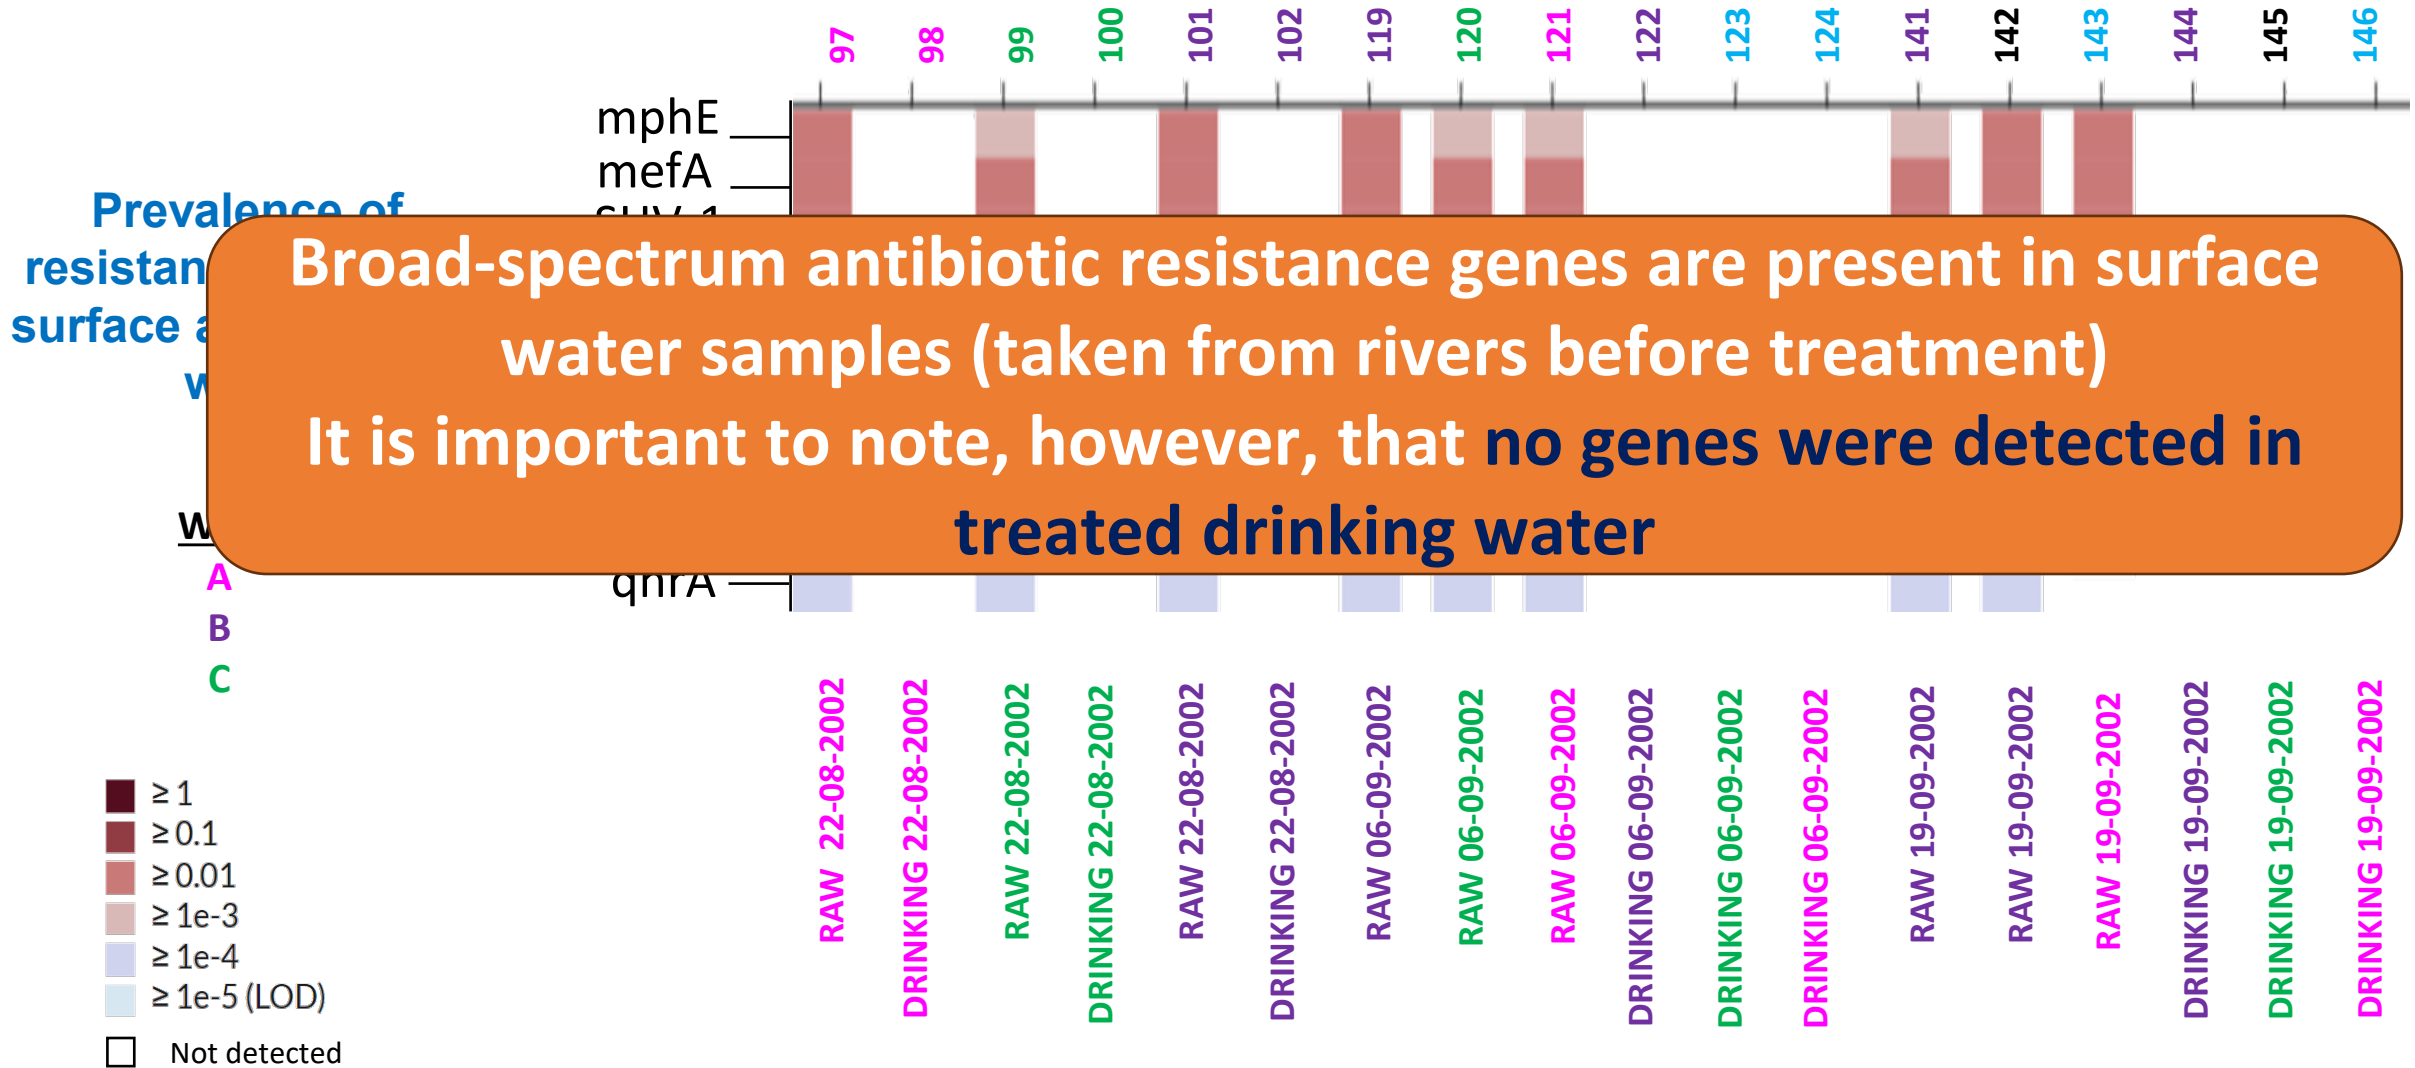 97 98 99 100 101 102 119 120 121 122 123 124 141 142 143 144 145 146
mphE
mefA
Prevalence of
resistan
surface
Broad-spectrum antibiotic resistance genes are present in surface
water samples (taken from rivers before treatment)
It is important to note, however, that no genes were detected in
treated drinking water
qnrA
A
B
C
RAW 22-08-2002
DRINKING 22-08-2002
RAW 22-08-2002
DRINKING 22-08-2002
RAW 22-08-2002
DRINKING 22-08-2002
RAW 06-09-2002
RAW 06-09-2002
RAW 06-09-2002
DRINKING 06-09-2002
DRINKING 06-09-2002
DRINKING 06-09-2002
RAW 19-09-2002
RAW 19-09-2002
RAW 19-09-2002
DRINKING 19-09-2002
DRINKING 19-09-2002
DRINKING 19-09-2002
≥ 1
≥ 0.1
≥ 0.01
≥ 1e-3
≥ 1e-4
≥ 1e-5 (LOD)
Not detected